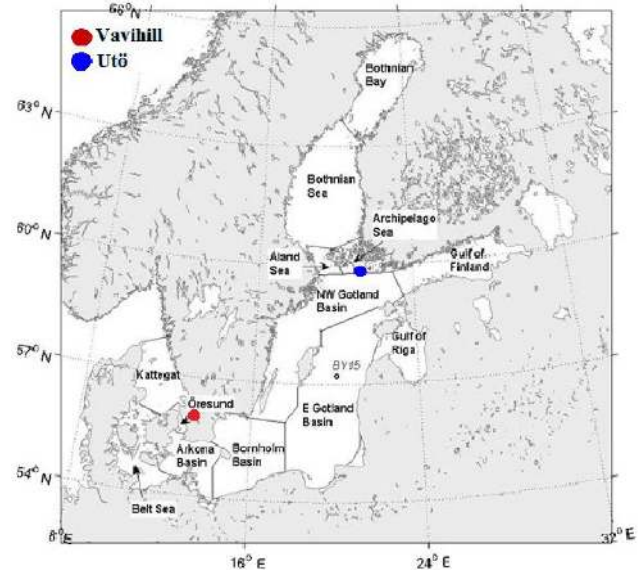 66° N
Vavihill
Utö
Bothnian
Bay
63° N
Bothnian
Sea
Archipelago
Sea
60° N
Aland
Sea
Gulf of
Finland
NW Gotland
Basin
57° N
Gulf of
Riga
BY15
Kattegat
Öresund
E Gotland
Basin
Arkona
Basin
Bornholm
Basin
54° N
Belt Sea
8° E
16° E
24° E
32° E